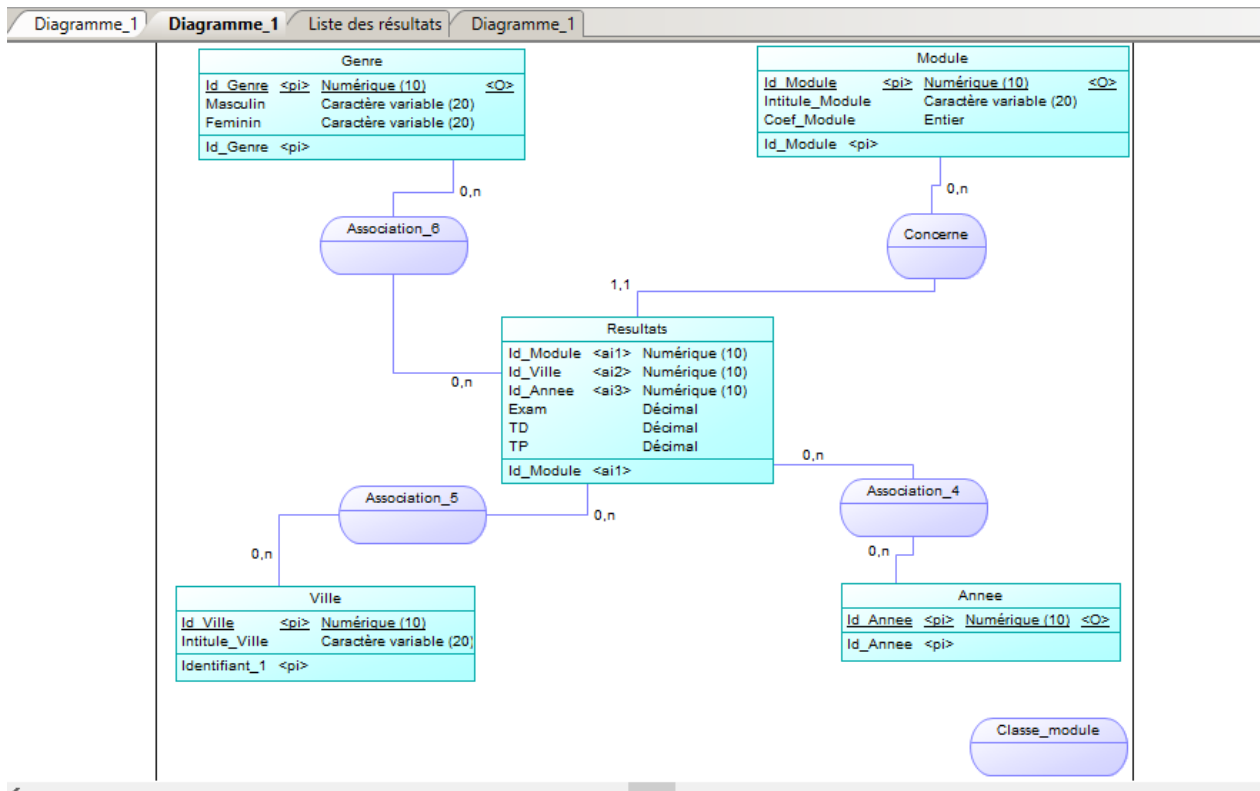 Diagramme_1 Diagramme_1 Liste des résultats Diagramme_1
Genre
Id_Genre <pi> Numérique (10) <O>
Masculin Caractère variable (20)
Feminin Caractère variable (20)
Id_Genre <pi>
Module
Id_Module <pi> Numérique (10) <O>
Intitule_Module Caractère variable (20)
Coef_Module Entier
Id_Module <pi>
0,n
0,n
Association_6
Concerne
1,1
Resultats
Id_Module <ai1> Numérique (10)
Id_Ville <ai2> Numérique (10)
Id_Annee <ai3> Numérique (10)
Exam Décimal
TD Décimal
TP Décimal
Id_Module <ai1>
0,n
0,n
Association_5
0,n
Association_4
0,n
0,n
Ville
Id_Ville <pi> Numérique (10)
Intitule_Ville Caractère variable (20)
Identifiant_1 <pi>
Annee
Id_Annee <pi> Numérique (10) <O>
Id_Annee <pi>
Classe_module